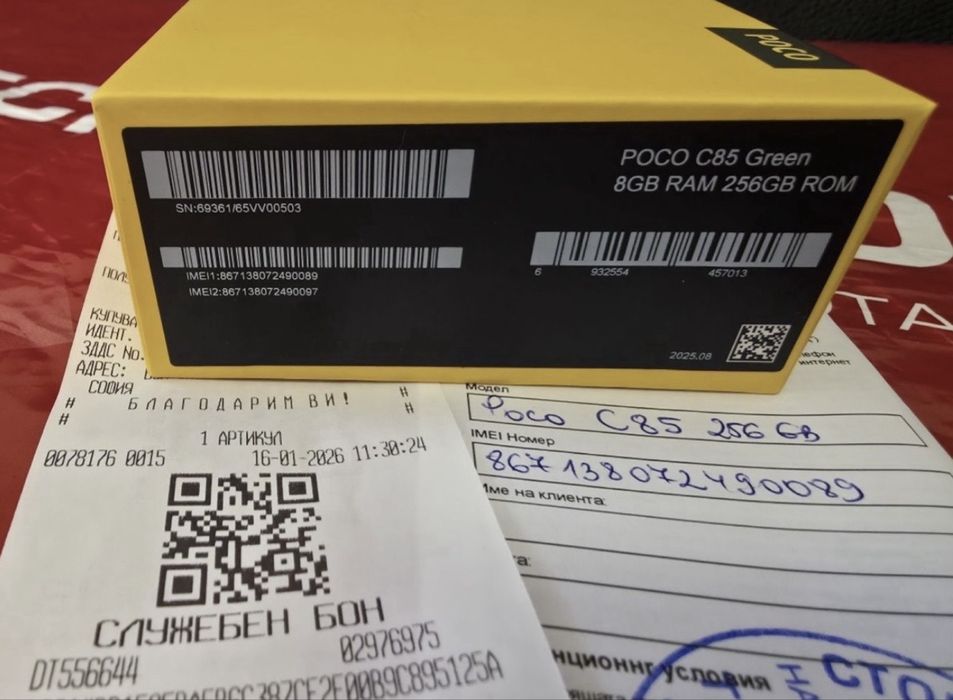 POCO
POCO C85 Green
8GB RAM 256GB ROM
SN:69361/65VV00503
IMEI1:867138072490089
IMEI2:867138072490097
6 932554 457013
2025.08
КУПУВА
ИДЕНТ.
ЗДДС No.
АДРЕС:
СОФИЯ
# #
БЛАГОДАРИМ ВИ!
# #
1 АРТИКУЛ
0078176 0015 16-01-2026 11:30:24
СЛУЖЕБЕН БОН
DT556644 02976975
интернет
Модел
Poco C85 256 GB
IMEI Номер
867138072490089
Име на клиента:
условия